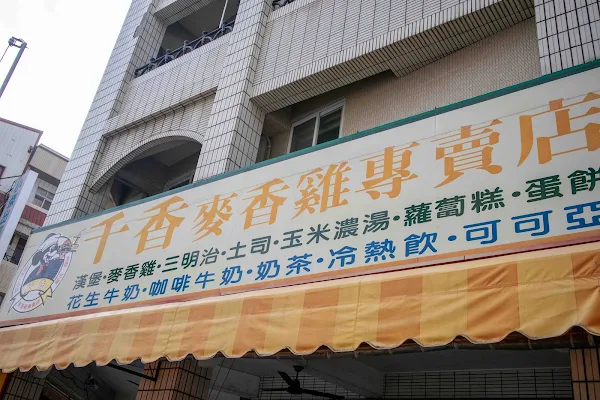 千香麥香雞專賣店
漢堡・麥香雞・三明治・土司・玉米濃湯・蘿蔔糕・蛋餅
花生牛奶・咖啡牛奶・奶茶・冷熱飲・可可亞